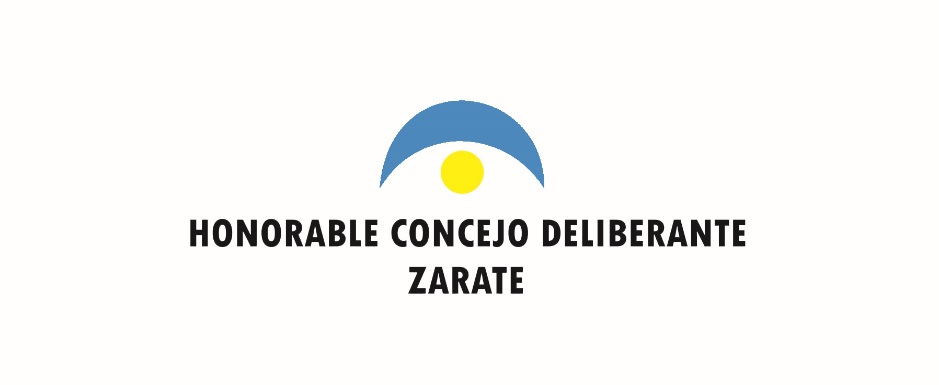 HONORABLE CONCEJO DELIBERANTE
ZARATE